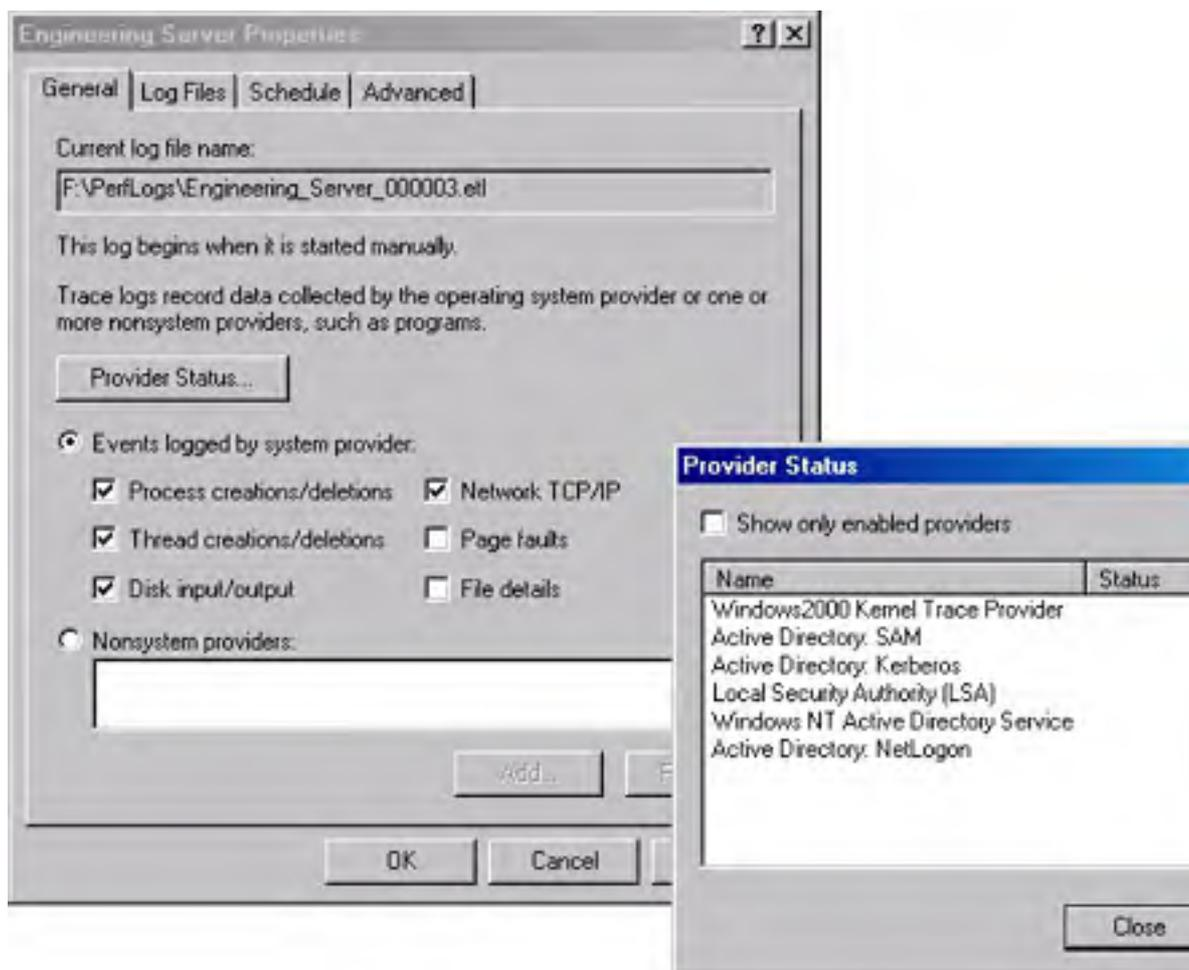 Engineering Server Properties
General Log Files Schedule Advanced
Current log file name:
F:\PerfLogs\Engineering_Server_000003.etl
This log begins when it is started manually.
Trace logs record data collected by the operating system provider or one or
more nonsystem providers, such as programs.
Provider Status...
Events logged by system provider:
Process creations/deletions Network TCP/IP
Thread creations/deletions Page faults
Disk input/output File details
Nonsystem providers:
Add...
OK Cancel
Provider Status
Show only enabled providers
Name Status
Windows2000 Kernel Trace Provider
Active Directory: SAM
Active Directory: Kerberos
Local Security Authority (LSA)
Windows NT Active Directory Service
Active Directory: NetLogon
Close